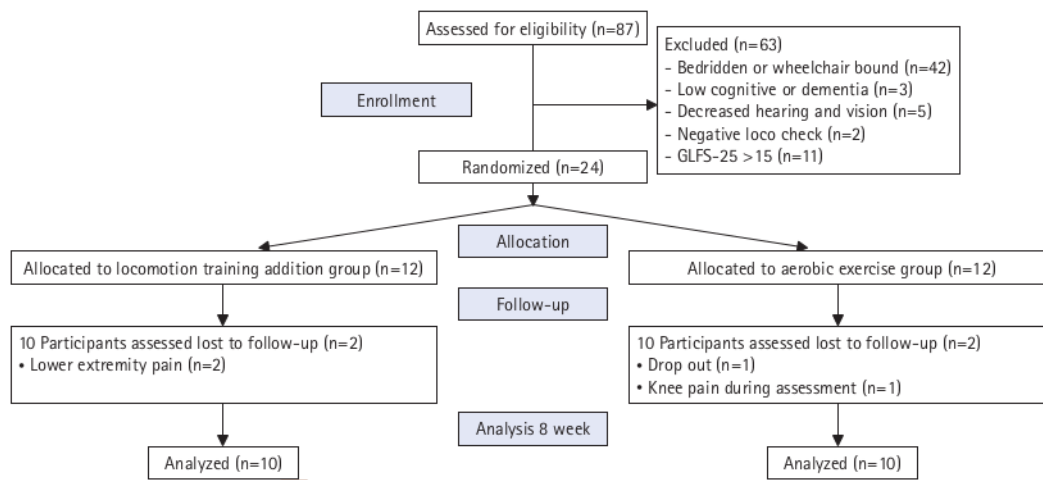 Assessed for eligibility (n=87)
Excluded (n=63)
- Bedridden or wheelchair bound (n=42)
- Low cognitive or dementia (n=3)
- Decreased hearing and vision (n=5)
- Negative loco check (n=2)
- GLFS-25 >15 (n=11)
Enrollment
Randomized (n=24)
Allocation
Allocated to locomotion training addition group (n=12)
Allocated to aerobic exercise group (n=12)
Follow-up
10 Participants assessed lost to follow-up (n=2)
• Lower extremity pain (n=2)
10 Participants assessed lost to follow-up (n=2)
• Drop out (n=1)
• Knee pain during assessment (n=1)
Analysis 8 week
Analyzed (n=10)
Analyzed (n=10)